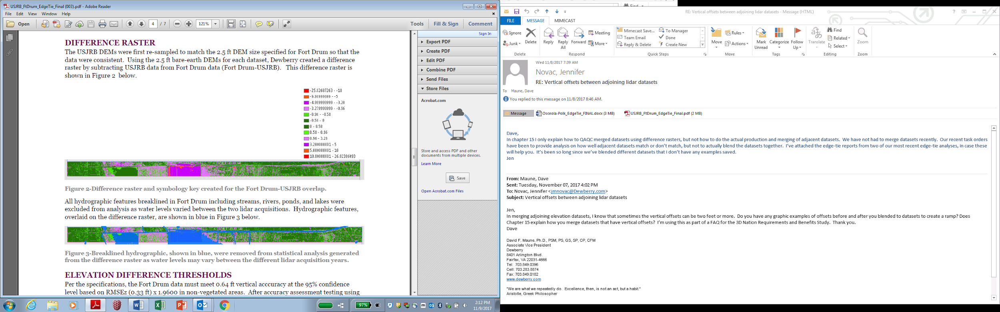 USJRB_FtDrum_EdgeTie_Final (003).pdf - Adobe Reader
File Edit View Window Help
Open 4 / 7 121% Tools Fill & Sign Comment
Sign In
Export PDF
Create PDF
Edit PDF
Combine PDF
Send Files
Store Files
Acrobat.com
Store and access PDF and other
documents from multiple devices.
Learn More
Save
Open Acrobat.com Files
DIFFERENCE RASTER
The USJRB DEMs were first re-sampled to match the 2.5 ft DEM size specified for Fort Drum so that the
data were consistent. Using the 2.5 ft bare-earth DEMs for each dataset, Dewberry created a difference
raster by subtracting USJRB data from Fort Drum data (Fort Drum-USJRB). This difference raster is
shown in Figure 2 below.
-25.02687263 - -10
-9.99999999 - -5
-4.999999999 - -3.28
-3.279999999 - -0.96
-0.96 - -0.58
-0.58 - 0
0 - 0.58
0.58 - 0.96
0.96 - 3.28
3.280000001 - 5
5.000000001 - 10
10.00000001 - 26.02386093
Figure 2-Difference raster and symbology key created for the Fort Drum-USJRB overlap.
All hydrographic features breaklined in Fort Drum including streams, rivers, ponds, and lakes were
excluded from analysis as water levels varied between the two lidar acquisitions. Hydrographic features,
overlaid on the difference raster, are shown in blue in Figure 3 below.
Figure 3-Breaklined hydrographic, shown in blue, were removed from statistical analysis generated
from the difference raster as water levels may vary between the different lidar acquisition years.
ELEVATION DIFFERENCE THRESHOLDS
Per the specifications, the Fort Drum data must meet 0.64 ft vertical acccuracy at the 95% confidence
level based on RMSEz (0.33 ft) x 1.9600 in non-vegetated areas. After accuracy assessment testing using
97%
2:12 PM
11/9/2017
Find
RE: Vertical offsets between adjoining lidar datasets - Message (HTML)
FILE MESSAGE MIMECAST
Ignore
Junk
Delete
Delete
Reply
Reply All
Forward
Meeting
More
Respond
Mimecast Save...
Team Email
Reply & Delete
To Manager
Done
Create New
Quick Steps
Move
Rules
Actions
Move
Mark Unread
Categorize
Follow Up
Tags
Translate
Find
Related
Select
Editing
Zoom
Zoom
Wed 11/8/2017 7:39 AM
Novac, Jennifer
RE: Vertical offsets between adjoining lidar datasets
To Maune, Dave
You replied to this message on 11/8/2017 8:46 AM.
Message Osceola-Polk_EdgeTie_FINAL.docx (3 MB) USJRB_FtDrum_EdgeTie_Final.pdf (2 MB)
Dave,
In chapter 15 I only explain how to QAQC merged datasets using difference rasters, but not how to do the actual production and merging of adjacent datasets. We have not had to merge datasets recently. Our recent task orders
have been to provide analysis on how well adjacent datasets match or don't match, but not to actually blend the datasets together. I've attached the edge-tie reports from two of our most recent edge-tie analyses, in case these
will help you. It's been so long since we've blended different datasets that I don't have any examples saved.
Jen
From: Maune, Dave
Sent: Tuesday, November 07, 2017 4:02 PM
To: Novac, Jennifer <jmnovac@Dewberry.com>
Subject: Vertical offsets between adjoining lidar datasets
Jen,
In merging adjoining elevation datasets, I know that sometimes the vertical offsets can be two feet or more. Do you have any graphic examples of offsets before and after you blended to datasets to create a ramp? Does
Chapter 15 explain how you merge datasets that have vertical offsets? I'm using this as part of a FAQ for the 3D Nation Requirements and Benefits Study. Thank you.
Dave
David F. Maune, Ph.D., PSM, PS, GS, SP, CP, CFM
Associate Vice President
Dewberry
8401 Arlington Blvd.
Fairfax, VA 22031-4666
Tel: 703.849.0396
Cell: 703.283.8874
Fax: 703.849.0182
www.dewberry.com
"We are what we repeatedly do. Excellence, then, is not an act, but a habit."
Aristotle, Greek Philosopher